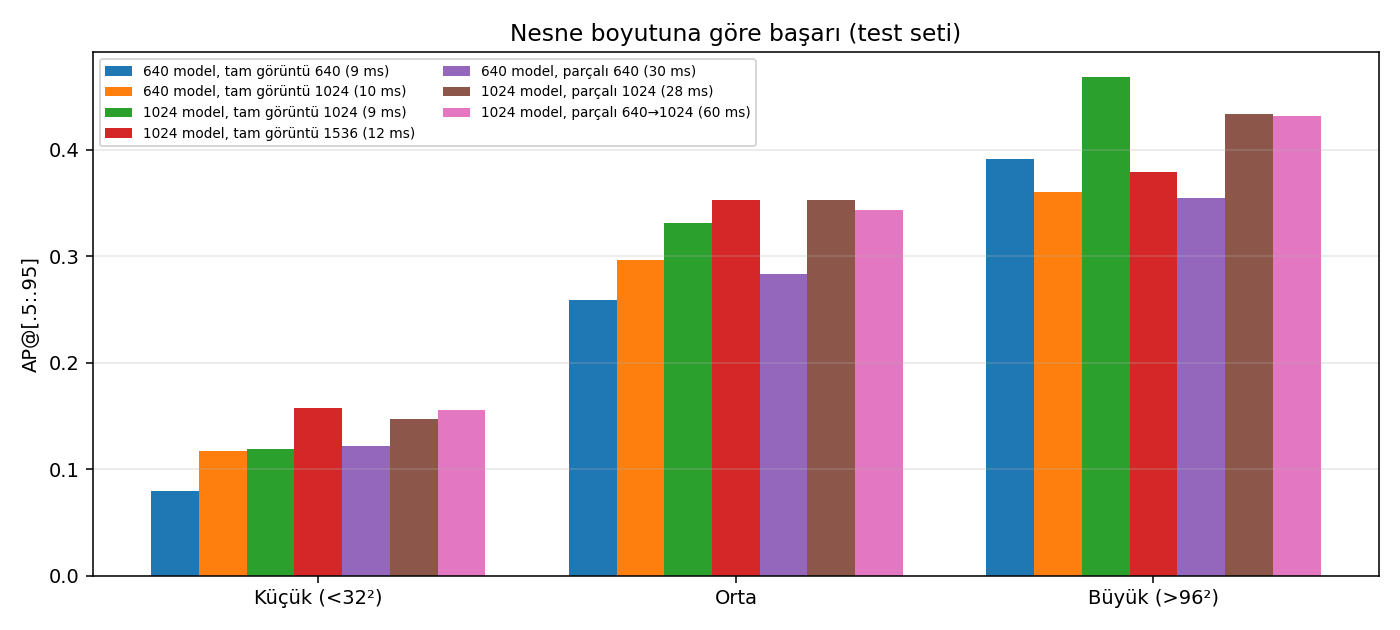 Nesne boyutuna göre başarı (test seti)
640 model, tam görüntü 640 (9 ms)
640 model, tam görüntü 1024 (10 ms)
1024 model, tam görüntü 1024 (9 ms)
1024 model, tam görüntü 1536 (12 ms)
640 model, parçalı 640 (30 ms)
1024 model, parçalı 1024 (28 ms)
1024 model, parçalı 640→1024 (60 ms)
AP@[.5:.95]
0.4
0.3
0.2
0.1
0.0
Küçük (<32²)
Orta
Büyük (>96²)